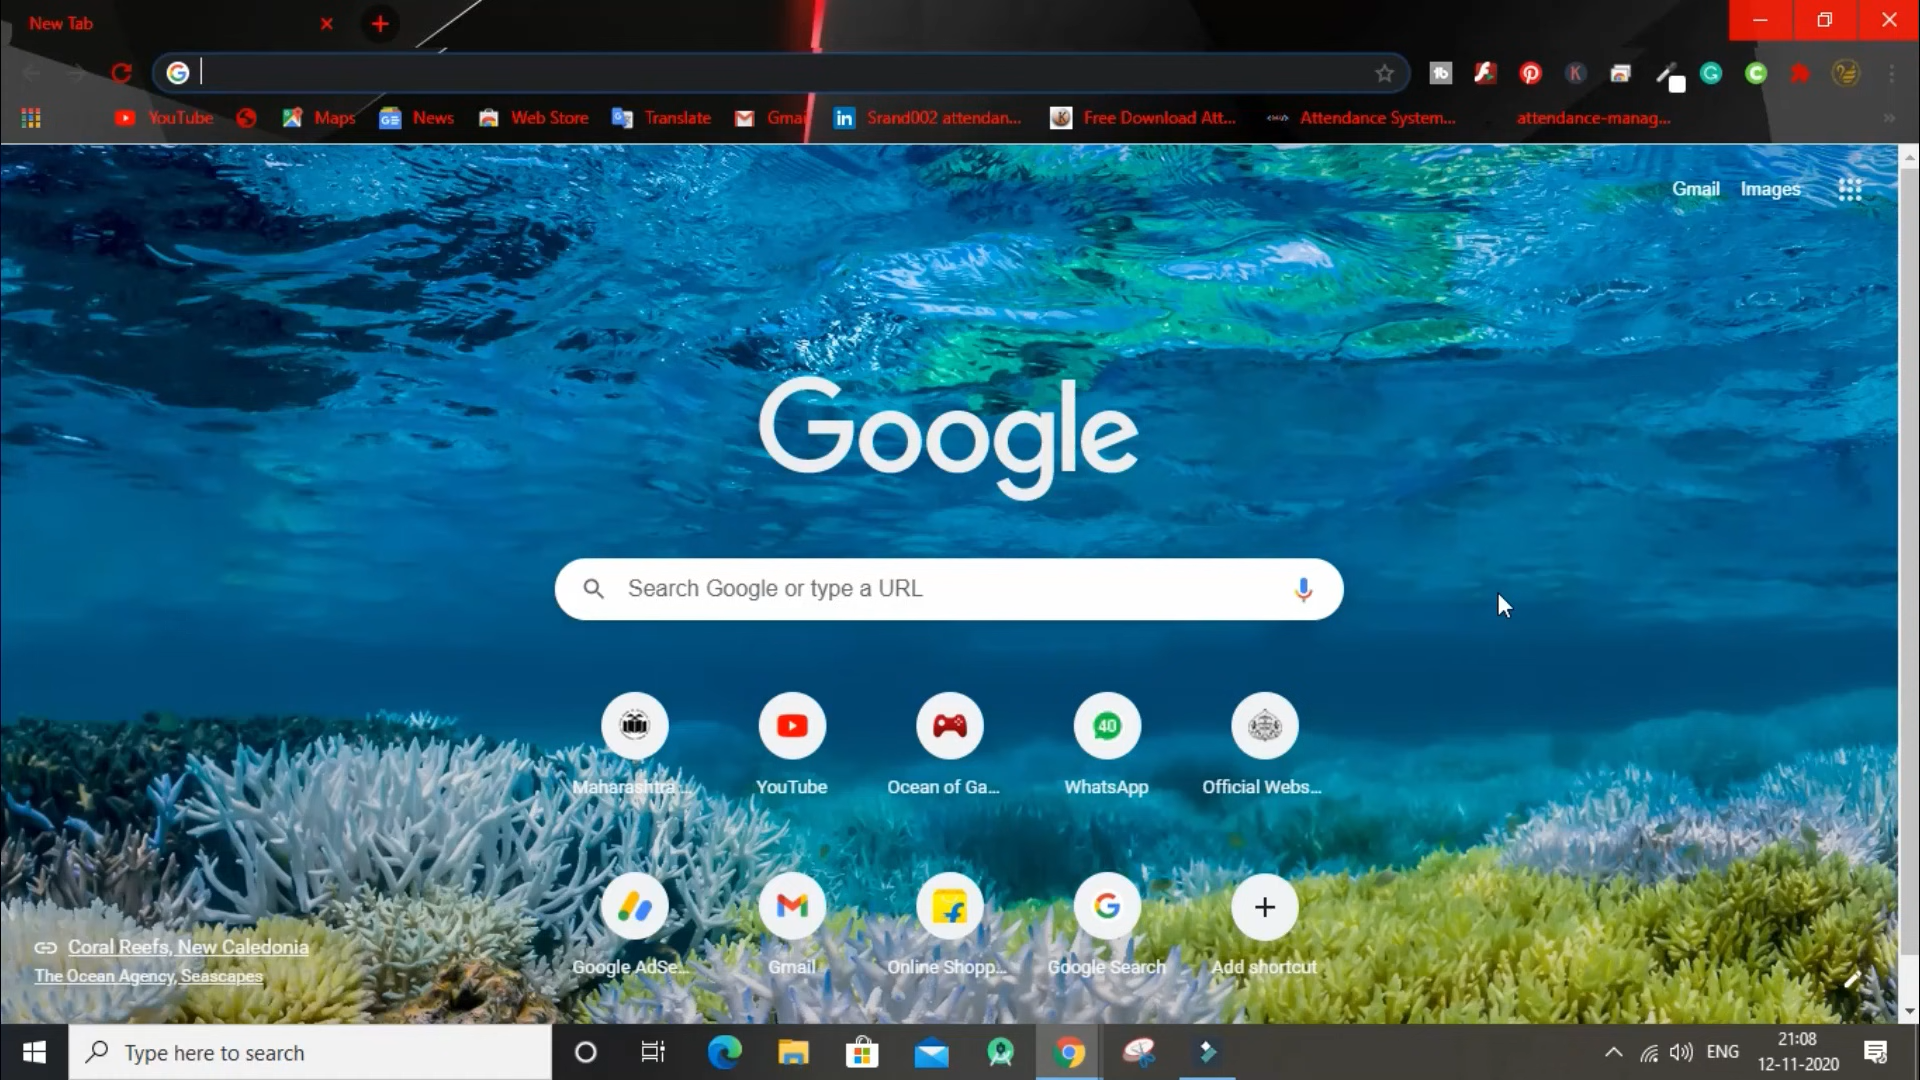 New Tab
YouTube
Maps
News
Web Store
Translate
Gmai
Srand002 attendan...
Free Download Att...
Attendance System...
attendance-manag...
Gmail
Images
Google
Search Google or type a URL
Maharashtra ...
YouTube
Ocean of Ga...
40
WhatsApp
Official Webs...
Google AdSe...
Gmail
Online Shopp...
Google Search
Add shortcut
Coral Reefs, New Caledonia
The Ocean Agency, Seascapes
Type here to search
ENG
21:08
12-11-2020